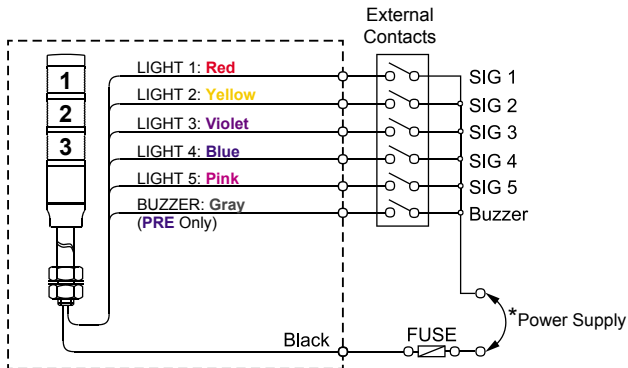 External
Contacts
1
2
3
LIGHT 1: Red
LIGHT 2: Yellow
LIGHT 3: Violet
LIGHT 4: Blue
LIGHT 5: Pink
BUZZER: Gray
(PRE Only)
SIG 1
SIG 2
SIG 3
SIG 4
SIG 5
Buzzer
*Power Supply
Black
FUSE